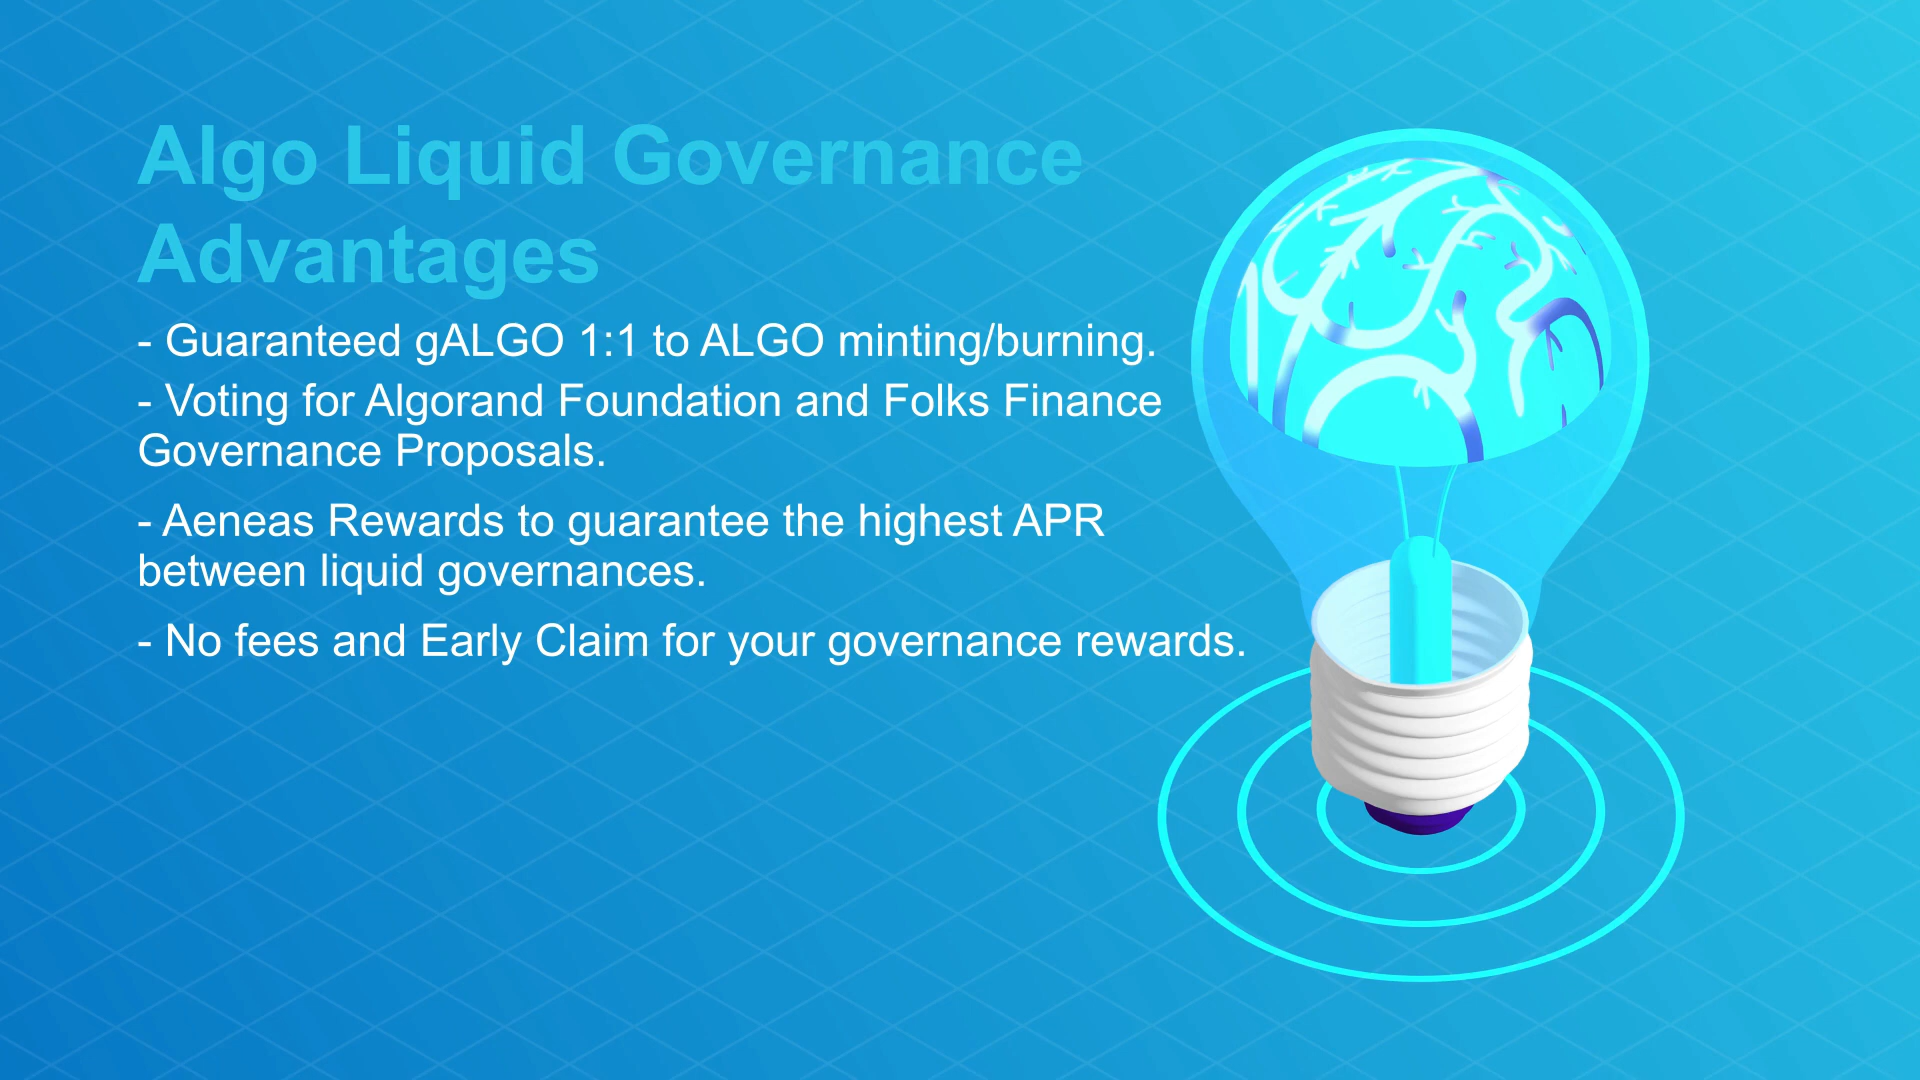 Algo Liquid Governance
Advantages
- Guaranteed gALGO 1:1 to ALGO minting/burning.
- Voting for Algorand Foundation and Folks Finance
Governance Proposals.
- Aeneas Rewards to guarantee the highest APR
between liquid governances.
- No fees and Early Claim for your governance rewards.